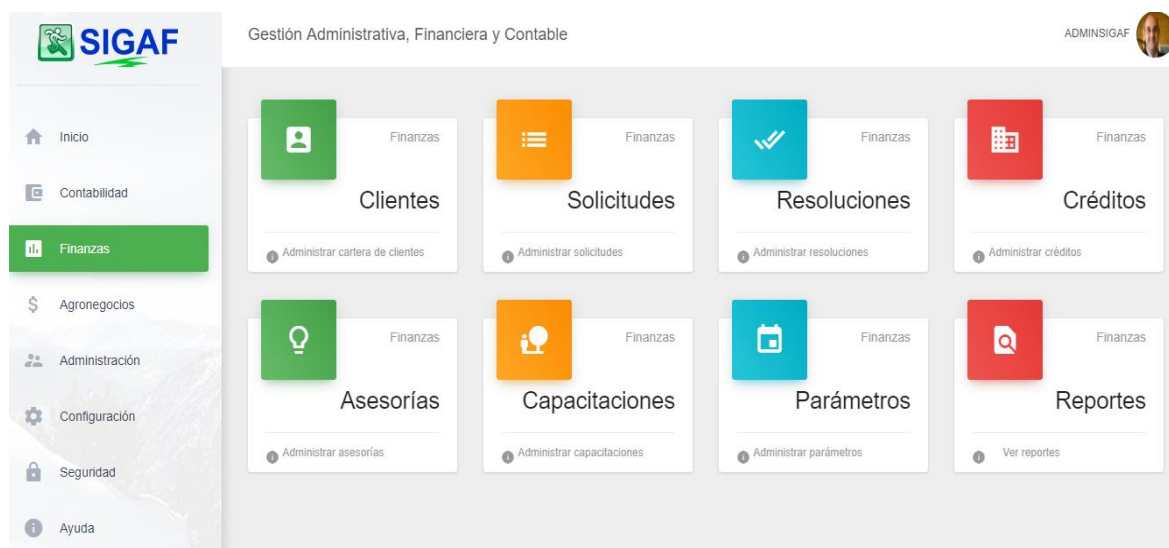 SIGAF
Gestión Administrativa, Financiera y Contable
ADMINSIGAF
Inicio
Contabilidad
Finanzas
Agronegocios
Administración
Configuración
Seguridad
Ayuda
Finanzas
Clientes
Administrar cartera de clientes
Finanzas
Solicitudes
Administrar solicitudes
Finanzas
Resoluciones
Administrar resoluciones
Finanzas
Créditos
Administrar créditos
Finanzas
Asesorías
Administrar asesorías
Finanzas
Capacitaciones
Administrar capacitaciones
Finanzas
Parámetros
Administrar parámetros
Finanzas
Reportes
Ver reportes